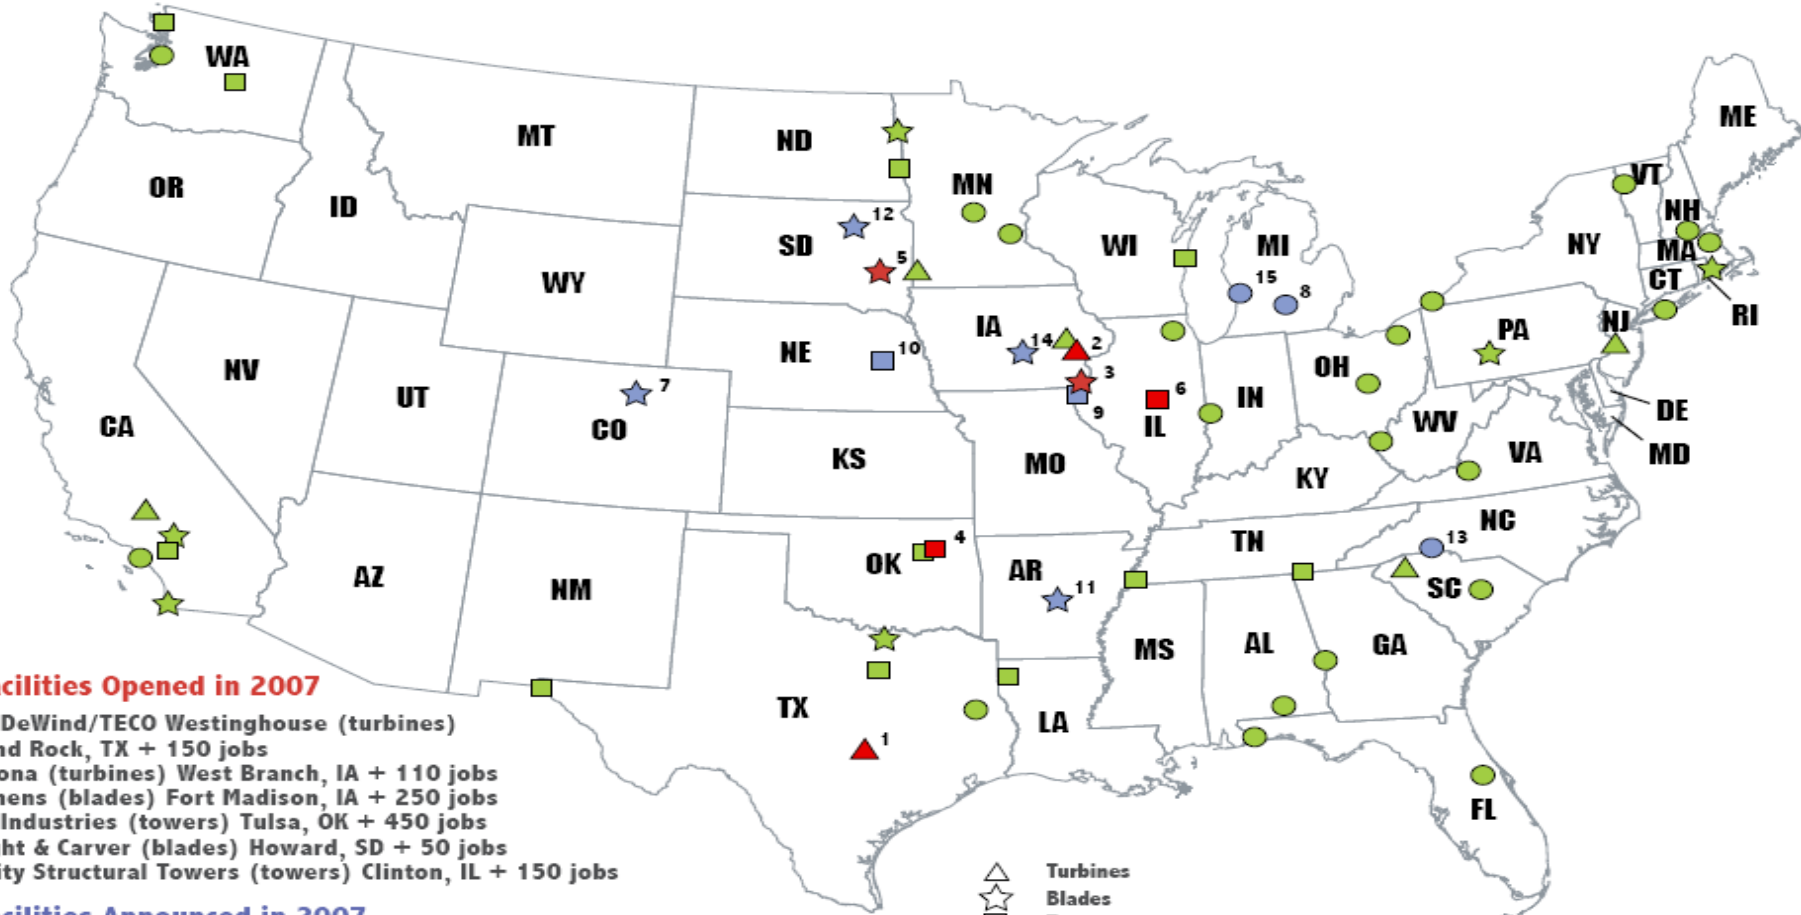 WA
MT
ND
MN
ME
VT
NH
OR
ID
SD
12
5
WI
MI
15
8
NY
MA
CT
RI
WY
NV
UT
CO
7
NE
10
IA
14
2
3
9
6
IL
IN
OH
PA
NJ
DE
MD
WV
VA
CA
KS
MO
KY
NC
13
TN
SC
AZ
NM
OK
4
AR
11
MS
AL
GA
TX
1
LA
FL
cilities Opened in 2007
DeWind/TECO Westinghouse (turbines)
nd Rock, TX + 150 jobs
ona (turbines) West Branch, IA + 110 jobs
nens (blades) Fort Madison, IA + 250 jobs
Industries (towers) Tulsa, OK + 450 jobs
ht & Carver (blades) Howard, SD + 50 jobs
ity Structural Towers (towers) Clinton, IL + 150 jobs
cilities Announced in 2007
Turbines
Blades